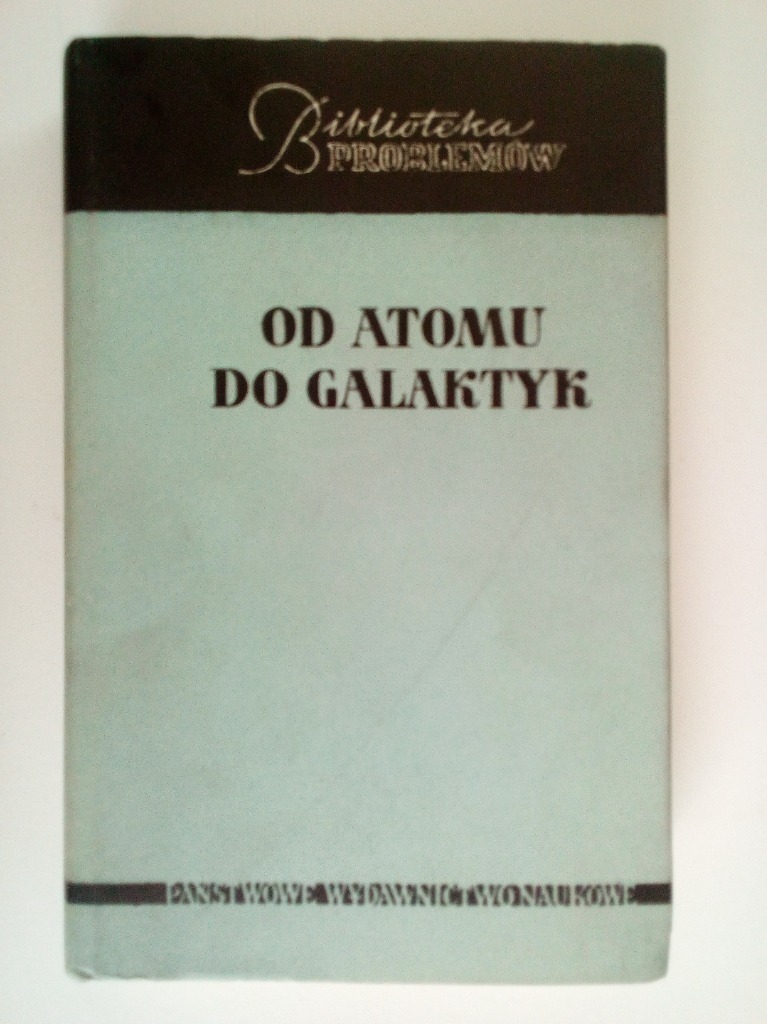 Biblioteka
PROBLEMÓW
OD ATOMU
DO GALAKTYK
PAŃSTWOWE WYDAWNICTWO NAUKOWE